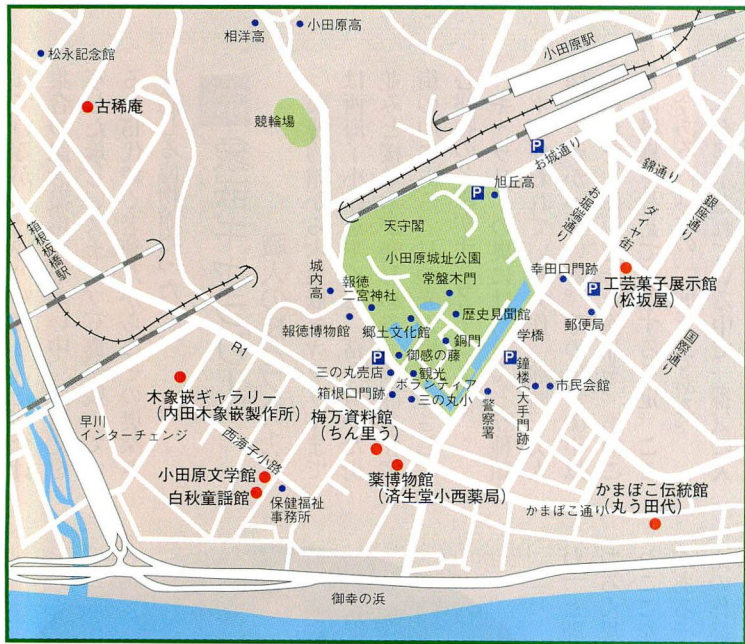 相洋高
小田原高
松永記念館
古稀庵
小田原駅
競輪場
P
お城通り
錦通り
P
旭丘高
お堀端通り
ダイヤ街
銀座通り
箱根板橋駅
天守閣
小田原城址公園
城内高
報徳
二宮神社
常盤木門
幸田口門跡
工芸菓子展示館
(松坂屋)
P
報徳博物館
郷土文化館
歴史見聞館
郵便局
学橋
銅門
国際通り
R1
P
御感の藤
P
三の丸売店
観光
ボランティア
鐘楼(大手門跡)
市民会館
木象嵌ギャラリー
(内田木象嵌製作所)
箱根口門跡
三の丸小
警察署
早川
インターチェンジ
西海子小路
梅万資料館
(ちん里う)
薬博物館
(済生堂小西薬局)
小田原文学館
白秋童謡館
保健福祉
事務所
かまぼこ通り
かまぼこ伝統館
(丸う田代)
御幸の浜